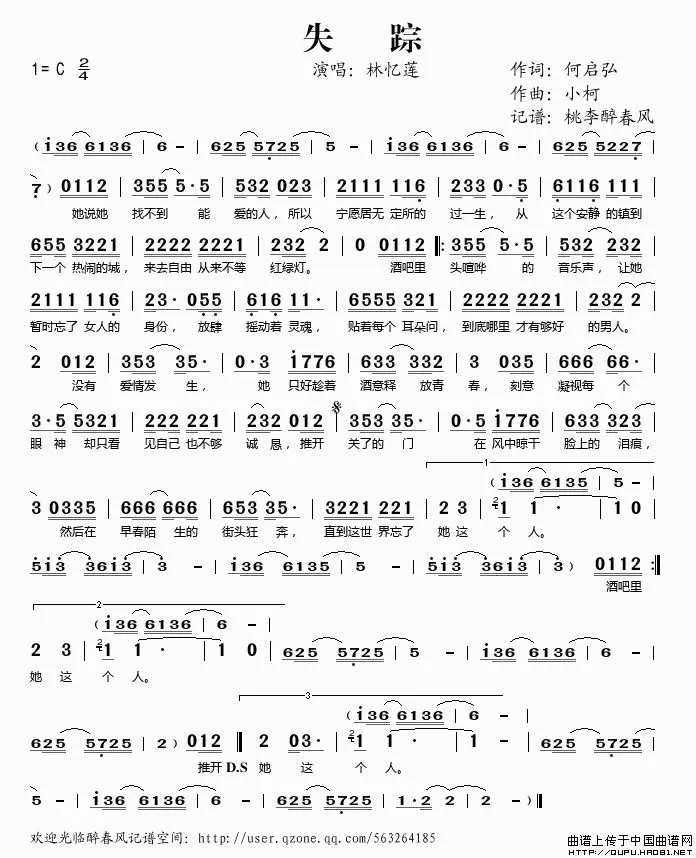 失 踪
1=C 2/4
演唱：林忆莲
作词：何启弘
作曲：小柯
记谱：桃李醉春风
(i36 6136 | 6 - | 625 5725 | 5 - | i36 6136 | 6 - | 625 5227 |
7) 0112 | 355 5·5 | 532 023 | 2111 116 | 233 0·5 | 6116 111 |
她说她 找不到 能 爱的人，所以 宁愿居无 定所的 过一生，从 这个安静 的镇到
655 3221 | 2222 2221 | 232 2 | 0 0112 |: 355 5·5 | 532 232 |
下一个 热闹的城，来去自由 从来不等 红绿灯。 酒吧里 头喧哗 的 音乐声，让她
2111 116 | 23· 055 | 616 11· | 6555 321 | 2222 2221 | 232 2 |
暂时忘了 女人的 身份，放肆 摇动着 灵魂，贴着每个 耳朵问，到底哪里 才有够好 的男人。
2 012 | 353 35· | 0·3 i776 | 633 332 | 3 035 | 666 66· |
没有 爱情发 生，她 只好趁着 酒意释 放青 春，刻意 凝视每 个
3·5 5321 | 222 221 | 232 012 | 353 35· | 0·5 i776 | 633 323 |
眼 神 却只看 见自己 也不够 诚恳，推开 关了的 门 在 风中晾干 脸上的 泪痕，
1
(i36 6135 | 5 -
3 0335 | 666 666 | 653 35· | 3221 221 | 2 3 | 1 1· | 1 0 |
然后在 早春陌 生的 街头狂 奔，直到这世 界忘了 她 这 个 人。
5i3 36i3 | 3 - | i36 6135 | 5 - | 5i3 36i3 | 3) 0112 :|
酒吧里
2
(i36 6136 | 6 - |
2 3 | 1 1· | 1 0 | 625 5725 | 5 - | i36 6136 | 6 - |
她 这 个 人。
3
(i36 6136 | 6 -
625 5725 | 2) 012 || 2 03· | 1 1· | 1 - | 625 5725 |
推开D.S 她 这 个 人。
5 - | i36 6136 | 6 - | 625 5725 | 1·2 2 | 2 -)||
欢迎光临醉春风记谱空间：http://user.qzone.qq.com/563264185
曲谱上传于中国曲谱网
HTTP://QUPU.HAO81.NET